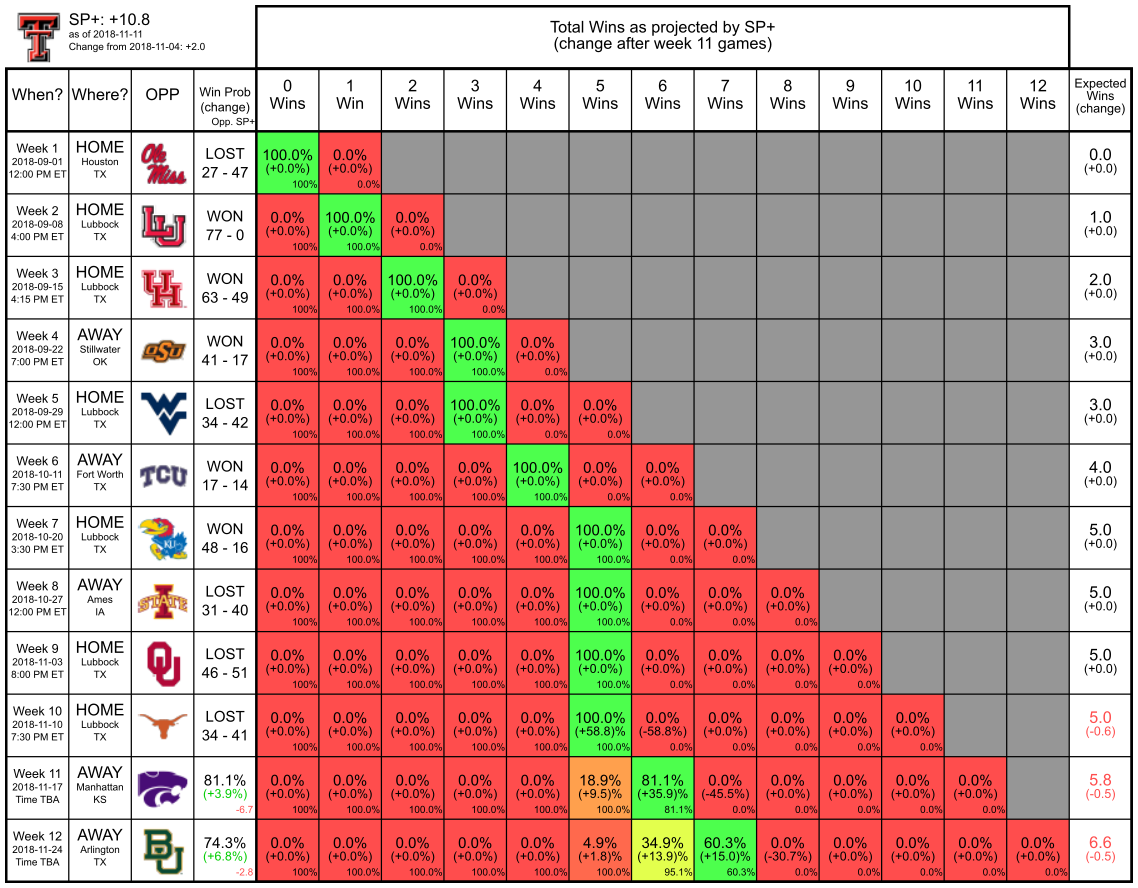 SP+: +10.8
as of 2018-11-11
Change from 2018-11-04: +2.0
Total Wins as projected by SP+
(change after week 11 games)
When? Where? OPP Win Prob (change) Opp. SP+ 0 Wins 1 Win 2 Wins 3 Wins 4 Wins 5 Wins 6 Wins 7 Wins 8 Wins 9 Wins 10 Wins 11 Wins 12 Wins Expected Wins (change)
Week 1 HOME Ole Miss LOST 100.0% 0.0% 0.0
2018-09-01 Houston 27 - 47 (+0.0%) (+0.0%) (+0.0)
12:00 PM ET TX 100% 0.0%
Week 2 HOME LU WON 0.0% 100.0% 0.0% 1.0
2018-09-08 Lubbock 77 - 0 (+0.0%) (+0.0%) (+0.0%) (+0.0)
4:00 PM ET TX 100% 100.0% 0.0%
Week 3 HOME UH WON 0.0% 0.0% 100.0% 0.0% 2.0
2018-09-15 Lubbock 63 - 49 (+0.0%) (+0.0%) (+0.0%) (+0.0%) (+0.0)
4:15 PM ET TX 100% 100.0% 100.0% 0.0%
Week 4 AWAY OSU WON 0.0% 0.0% 0.0% 100.0% 0.0% 3.0
2018-09-22 Stillwater 41 - 17 (+0.0%) (+0.0%) (+0.0%) (+0.0%) (+0.0%) (+0.0)
7:00 PM ET OK 100% 100.0% 100.0% 100.0% 0.0%
Week 5 HOME WV LOST 0.0% 0.0% 0.0% 100.0% 0.0% 0.0% 3.0
2018-09-29 Lubbock 34 - 42 (+0.0%) (+0.0%) (+0.0%) (+0.0%) (+0.0%) (+0.0%) (+0.0)
12:00 PM ET TX 100% 100.0% 100.0% 100.0% 0.0% 0.0%
Week 6 AWAY TCU WON 0.0% 0.0% 0.0% 0.0% 100.0% 0.0% 0.0% 4.0
2018-10-11 Fort Worth 17 - 14 (+0.0%) (+0.0%) (+0.0%) (+0.0%) (+0.0%) (+0.0%) (+0.0%) (+0.0)
7:30 PM ET TX 100% 100.0% 100.0% 100.0% 100.0% 0.0% 0.0%
Week 7 HOME KU WON 0.0% 0.0% 0.0% 0.0% 0.0% 100.0% 0.0% 0.0% 5.0
2018-10-20 Lubbock 48 - 16 (+0.0%) (+0.0%) (+0.0%) (+0.0%) (+0.0%) (+0.0%) (+0.0%) (+0.0%) (+0.0)
3:30 PM ET TX 100% 100.0% 100.0% 100.0% 100.0% 100.0% 0.0% 0.0%
Week 8 AWAY STATE LOST 0.0% 0.0% 0.0% 0.0% 0.0% 100.0% 0.0% 0.0% 0.0% 5.0
2018-10-27 Ames 31 - 40 (+0.0%) (+0.0%) (+0.0%) (+0.0%) (+0.0%) (+0.0%) (+0.0%) (+0.0%) (+0.0%) (+0.0)
12:00 PM ET IA 100% 100.0% 100.0% 100.0% 100.0% 100.0% 0.0% 0.0% 0.0%
Week 9 HOME OU LOST 0.0% 0.0% 0.0% 0.0% 0.0% 100.0% 0.0% 0.0% 0.0% 0.0% 5.0
2018-11-03 Lubbock 46 - 51 (+0.0%) (+0.0%) (+0.0%) (+0.0%) (+0.0%) (+0.0%) (+0.0%) (+0.0%) (+0.0%) (+0.0%) (+0.0)
8:00 PM ET TX 100% 100.0% 100.0% 100.0% 100.0% 100.0% 0.0% 0.0% 0.0% 0.0%
Week 10 HOME LOST 0.0% 0.0% 0.0% 0.0% 0.0% 100.0% 0.0% 0.0% 0.0% 0.0% 0.0% 5.0
2018-11-10 Lubbock 34 - 41 (+0.0%) (+0.0%) (+0.0%) (+0.0%) (+0.0%) (+58.8)% (-58.8%) (+0.0%) (+0.0%) (+0.0%) (+0.0%) (-0.6)
7:30 PM ET TX 100% 100.0% 100.0% 100.0% 100.0% 100.0% 0.0% 0.0% 0.0% 0.0% 0.0%
Week 11 AWAY 81.1% 0.0% 0.0% 0.0% 0.0% 0.0% 18.9% 81.1% 0.0% 0.0% 0.0% 0.0% 0.0% 5.8
2018-11-17 Manhattan (+3.9%) (+0.0%) (+0.0%) (+0.0%) (+0.0%) (+0.0%) (+9.5)% (+35.9)% (-45.5%) (+0.0%) (+0.0%) (+0.0%) (+0.0%) (-0.5)
Time TBA KS -6.7 100% 100.0% 100.0% 100.0% 100.0% 100.0% 81.1% 0.0% 0.0% 0.0% 0.0% 0.0%
Week 12 AWAY BU 74.3% 0.0% 0.0% 0.0% 0.0% 0.0% 4.9% 34.9% 60.3% 0.0% 0.0% 0.0% 0.0% 0.0% 6.6
2018-11-24 Arlington (+6.8%) (+0.0%) (+0.0%) (+0.0%) (+0.0%) (+0.0%) (+1.8)% (+13.9)% (+15.0)% (-30.7%) (+0.0%) (+0.0%) (+0.0%) (+0.0%) (-0.5)
Time TBA TX -2.8 100% 100.0% 100.0% 100.0% 100.0% 100.0% 95.1% 60.3% 0.0% 0.0% 0.0% 0.0% 0.0%